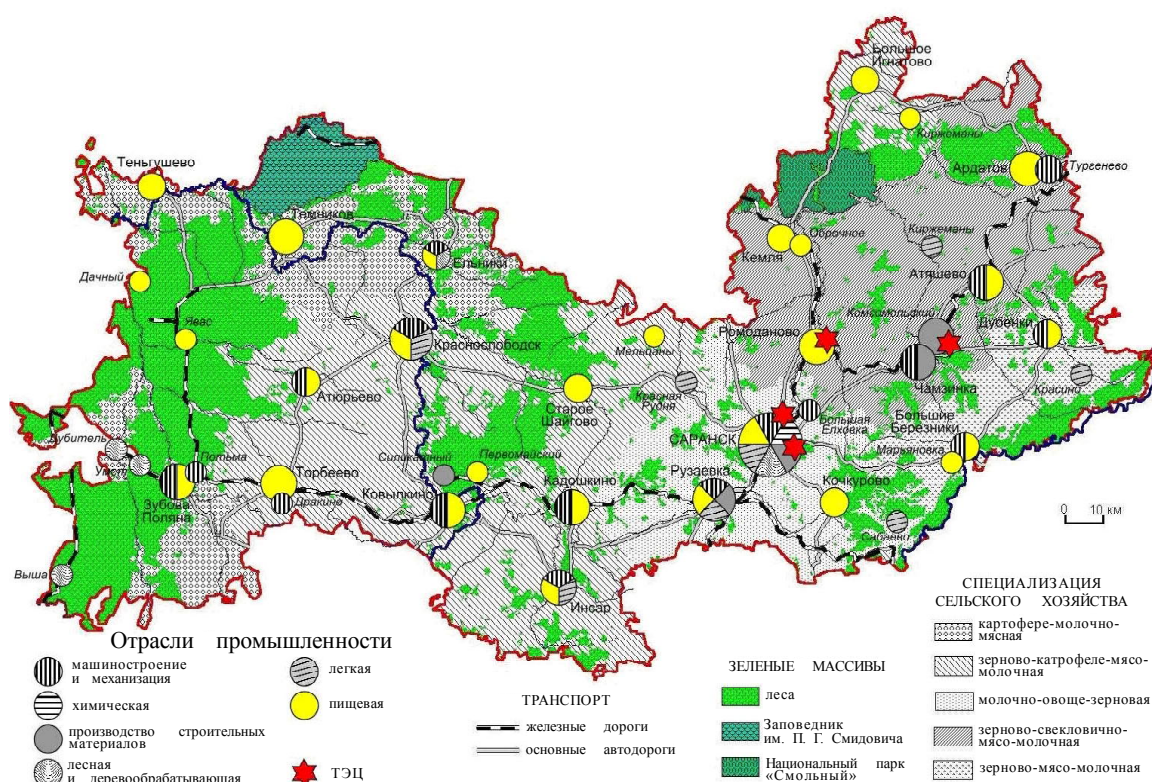 Большое
Игнатово
Киржеманы
Ардатов
Тургенево
Теньгушево
Темников
Оброчное
Киржеманы
Кемля
Атяшево
Ельники
Дачный
Комсомольский
Явас
Ромоданово
Дубенки
Краснослободск
Мельцаны
Чамзинка
Атюрьево
Старое
Шайгово
Красная
Рудня
Красино
Большая
Елховка
Большие
Березники
Дубитель
САРАНСК
Марьяновка
Умет
Потьма
Силикатный
Первомайский
Рузаевка
Зубова
Поляна
Торбеево
Дракино
Ковылкино
Кадошкино
Кочкурово
Сабанчи
Выша
Инсар
0 10 км
Отрасли промышленности
машиностроение
и механизация
химическая
производство строительных
материалов
лесная
и деревообрабатывающая
легкая
пищевая
ТЭЦ
ТРАНСПОРТ
железные дороги
основные автодороги
ЗЕЛЕНЫЕ МАССИВЫ
леса
Заповедник
им. П. Г. Смидовича
Национальный парк
«Смольный»
СПЕЦИАЛИЗАЦИЯ
СЕЛЬСКОГО ХОЗЯЙСТВА
картофере-молочно-
мясная
зерново-катрофеле-мясо-
молочная
молочно-овоще-зерновая
зерново-свекловично-
мясо-молочная
зерново-мясо-молочная